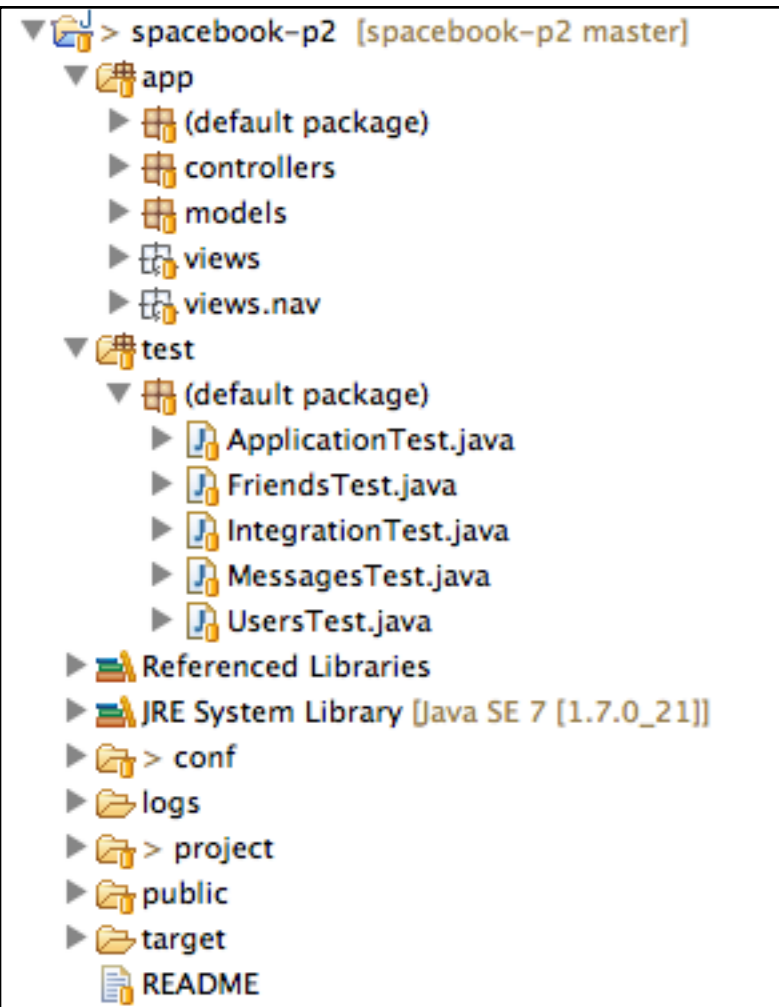 > spacebook-p2 [spacebook-p2 master]
app
(default package)
controllers
models
views
views.nav
test
(default package)
ApplicationTest.java
FriendsTest.java
IntegrationTest.java
MessagesTest.java
UsersTest.java
Referenced Libraries
JRE System Library [Java SE 7 [1.7.0_21]]
> conf
logs
> project
public
target
README